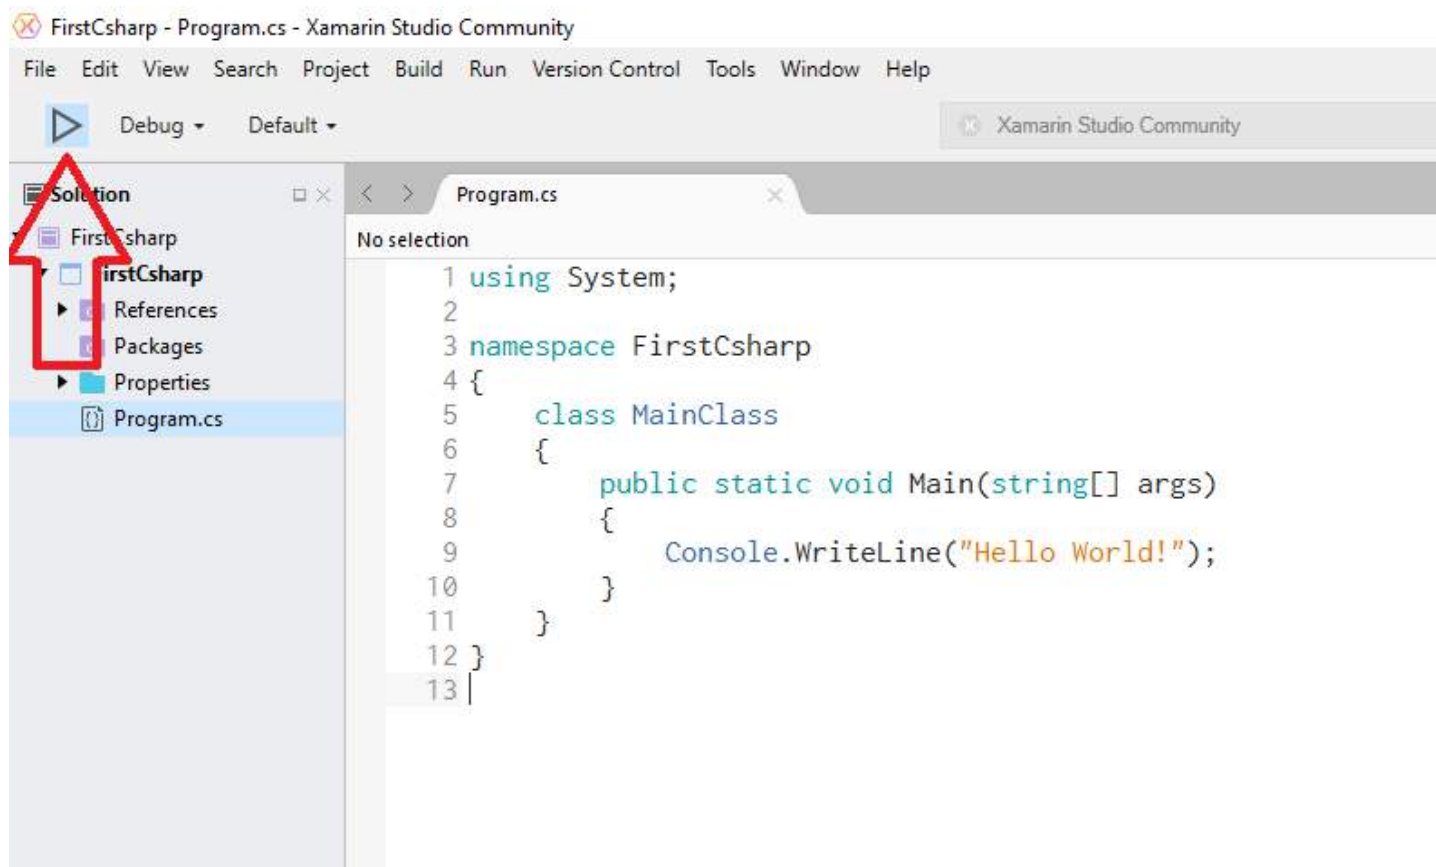 FirstCsharp - Program.cs - Xamarin Studio Community
File Edit View Search Project Build Run Version Control Tools Window Help
Debug Default Xamarin Studio Community
Solution
Program.cs
FirstCsharp
No selection
FirstCsharp
References
Packages
Properties
Program.cs
1 using System;
2
3 namespace FirstCsharp
4 {
5     class MainClass
6     {
7         public static void Main(string[] args)
8         {
9             Console.WriteLine("Hello World!");
10         }
11     }
12 }
13